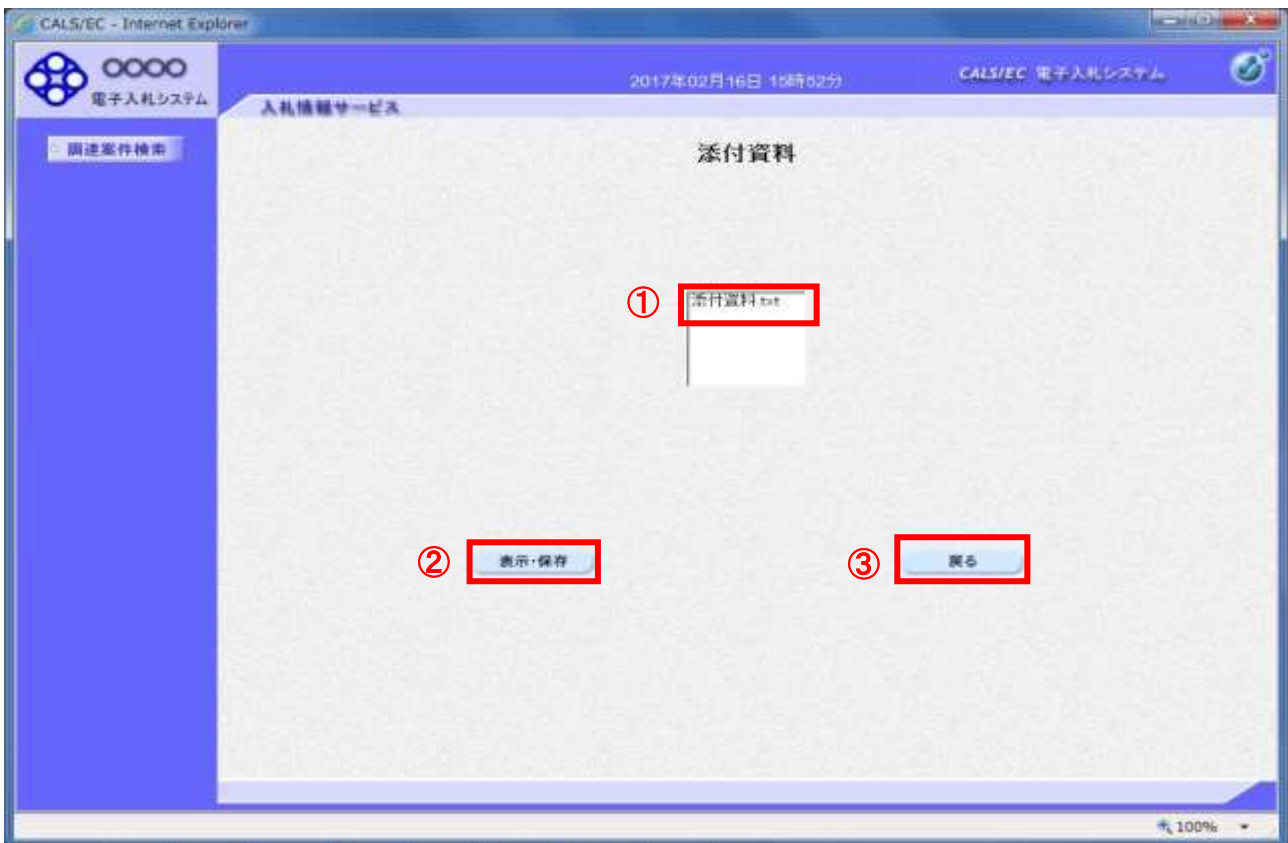 CALS/EC - Internet Explorer
○○○○
電子入札システム
2017年02月16日 15時52分
CALS/EC 電子入札システム
入札情報サービス
調達案件検索
添付資料
①
添付資料.txt
②
表示・保存
③
戻る
100%